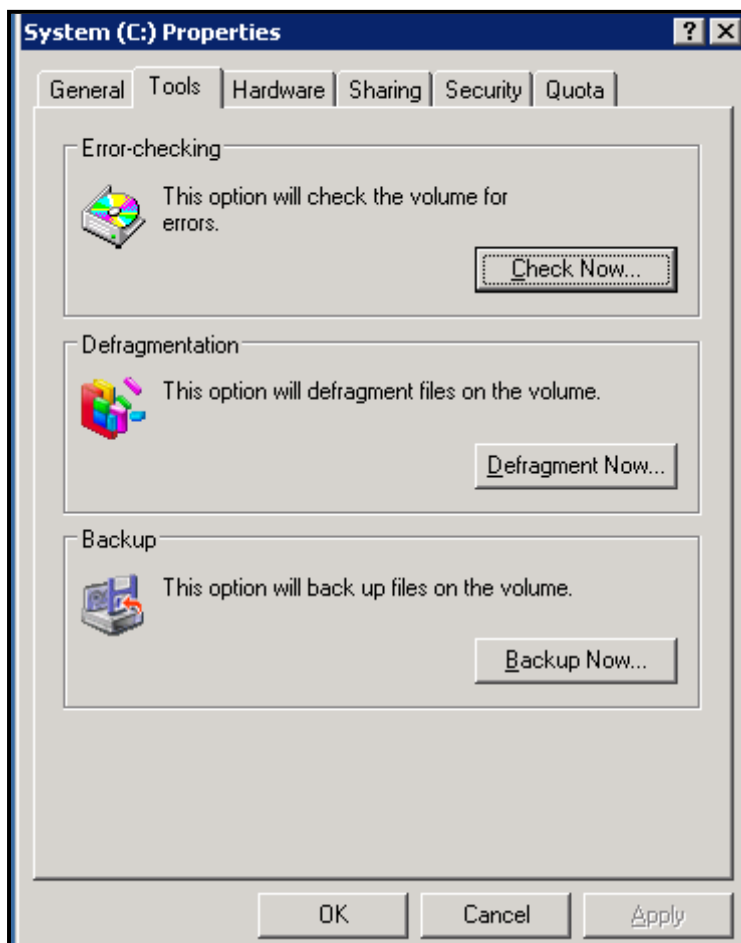 System (C:) Properties
General Tools Hardware Sharing Security Quota
Error-checking
This option will check the volume for
errors.
Check Now...
Defragmentation
This option will defragment files on the volume.
Defragment Now...
Backup
This option will back up files on the volume.
Backup Now...
OK Cancel Apply